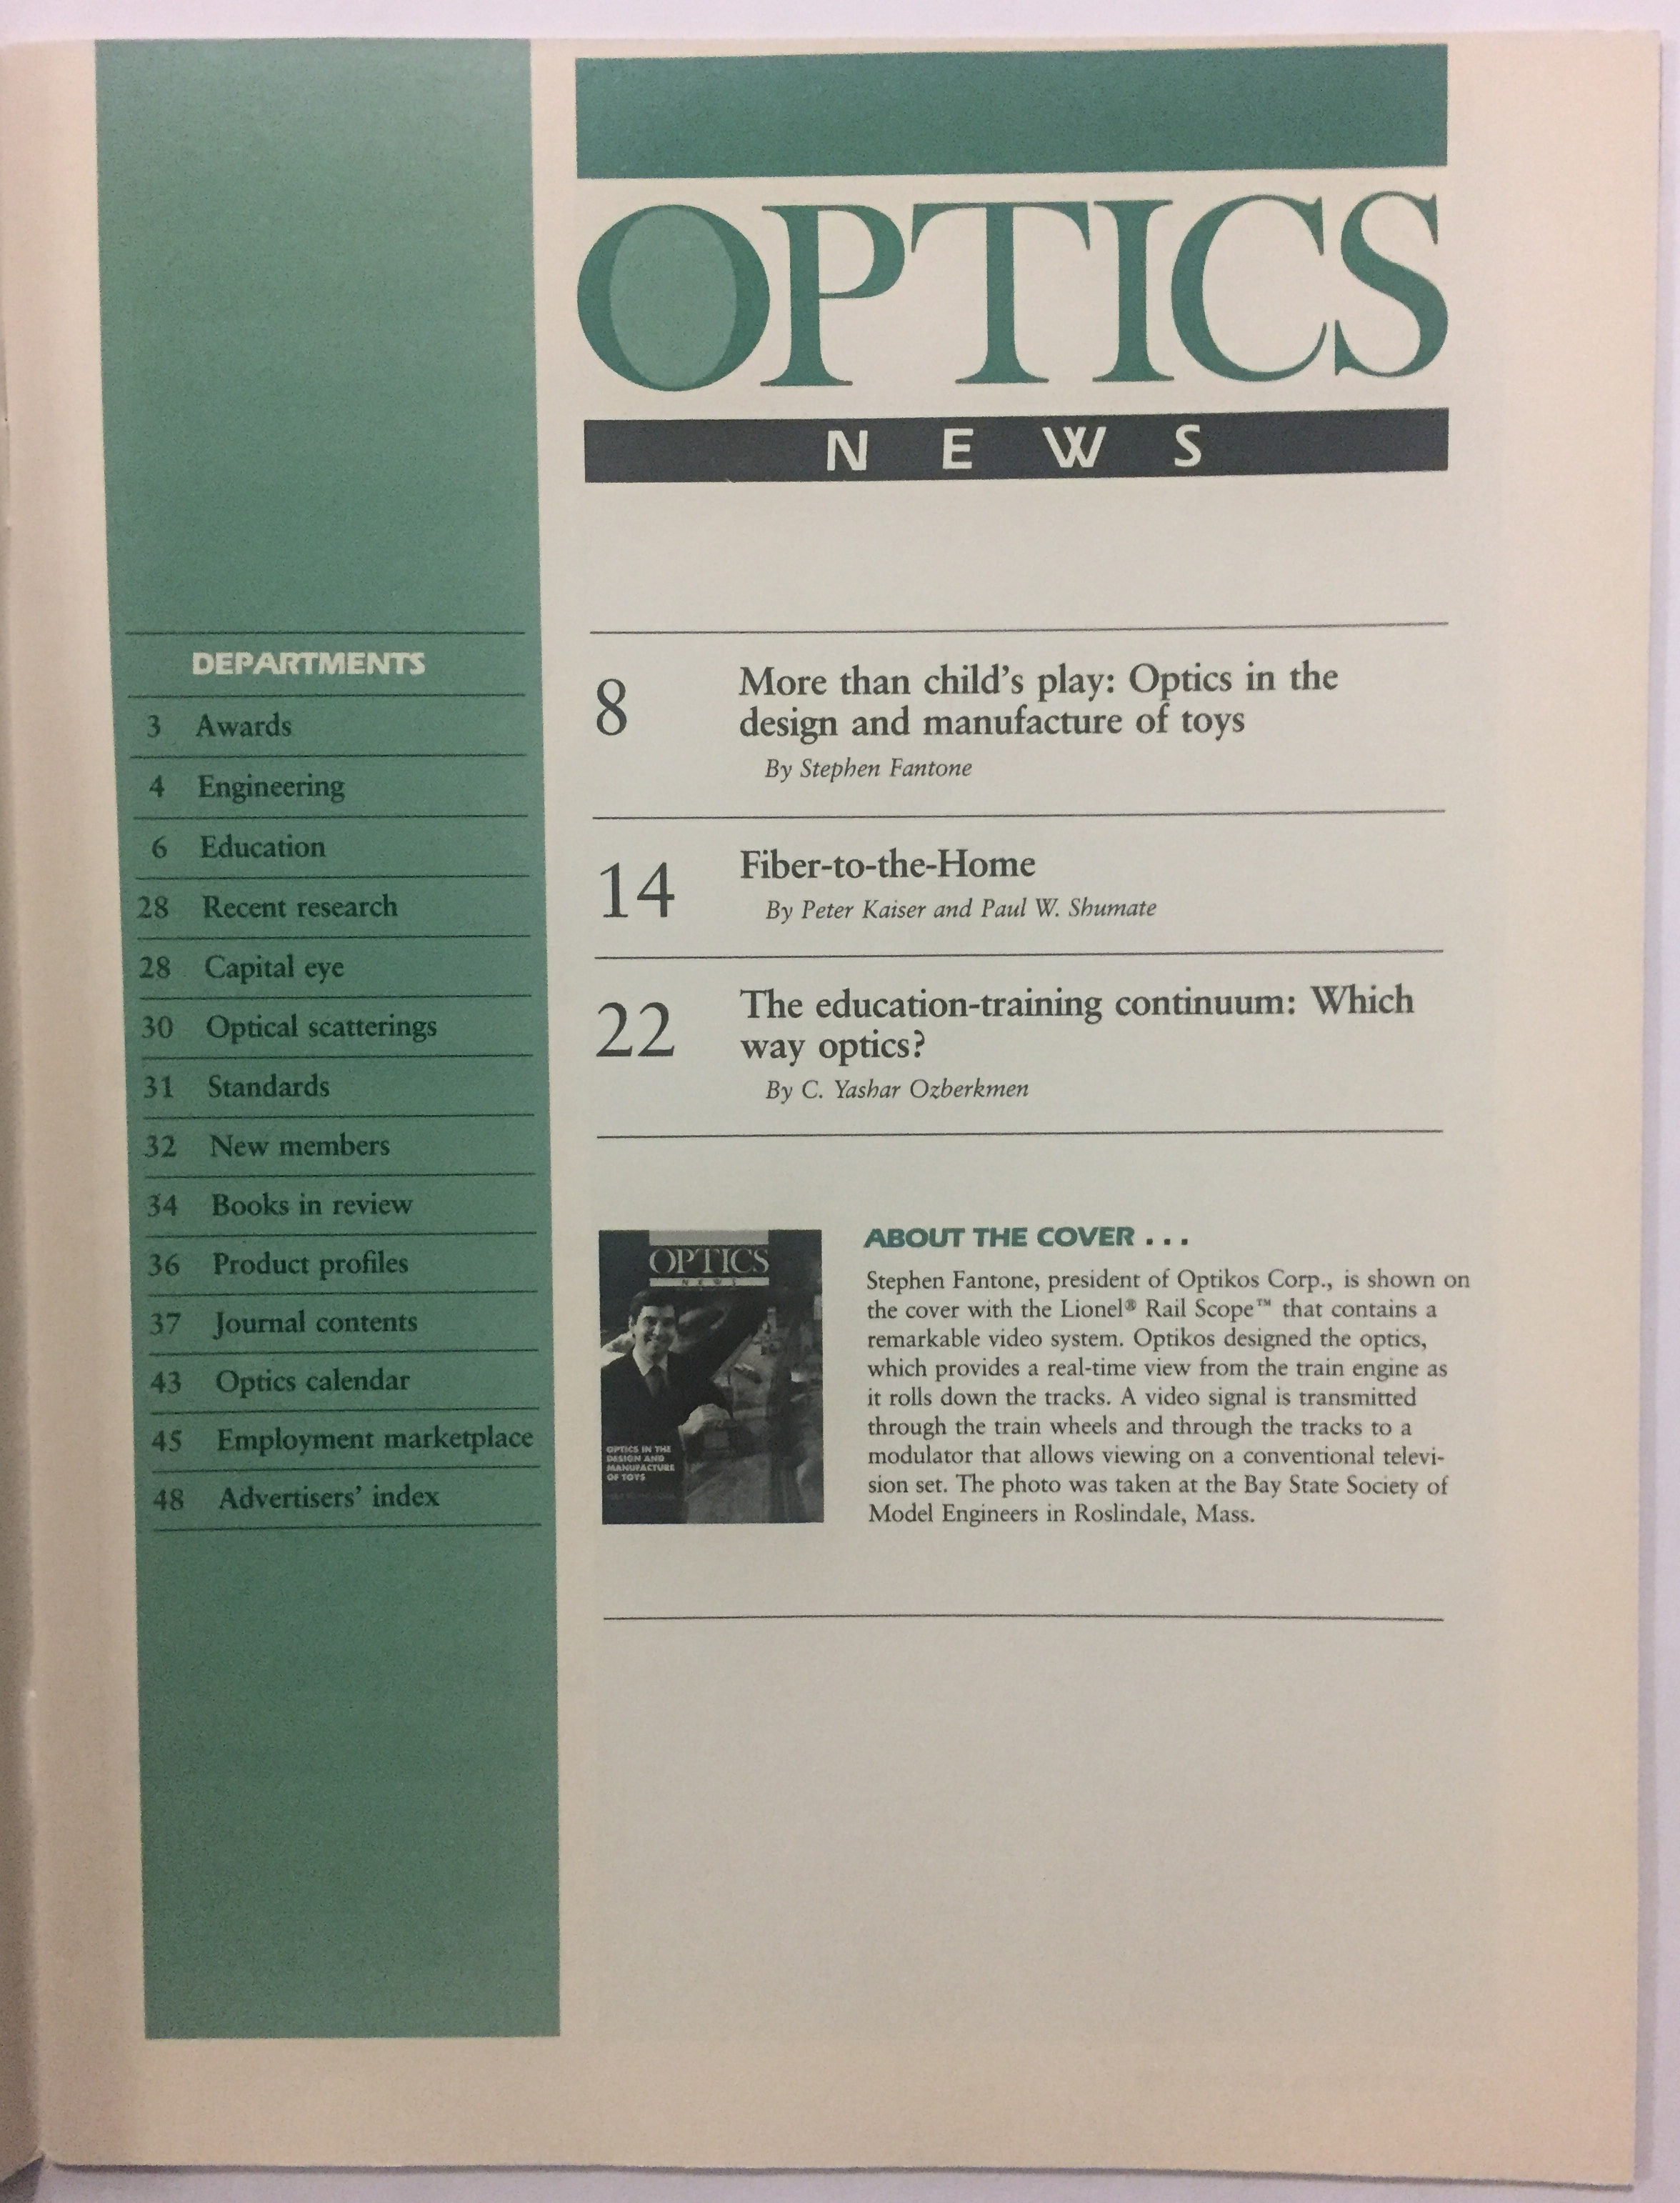 OPTICS
NEWS
DEPARTMENTS
3 Awards
4 Engineering
6 Education
28 Recent research
28 Capital eye
30 Optical scatterings
31 Standards
32 New members
34 Books in review
36 Product profiles
37 Journal contents
43 Optics calendar
45 Employment marketplace
48 Advertisers' index
8 More than child's play: Optics in the
design and manufacture of toys
By Stephen Fantone
14 Fiber-to-the-Home
By Peter Kaiser and Paul W. Shumate
22 The education-training continuum: Which
way optics?
By C. Yashar Ozberkmen
OPTICS
NEWS
OPTICS IN THE
DESIGN AND
MANUFACTURE
OF TOYS
ABOUT THE COVER . . .
Stephen Fantone, president of Optikos Corp., is shown on
the cover with the Lionel® Rail Scope™ that contains a
remarkable video system. Optikos designed the optics,
which provides a real-time view from the train engine as
it rolls down the tracks. A video signal is transmitted
through the train wheels and through the tracks to a
modulator that allows viewing on a conventional televi-
sion set. The photo was taken at the Bay State Society of
Model Engineers in Roslindale, Mass.